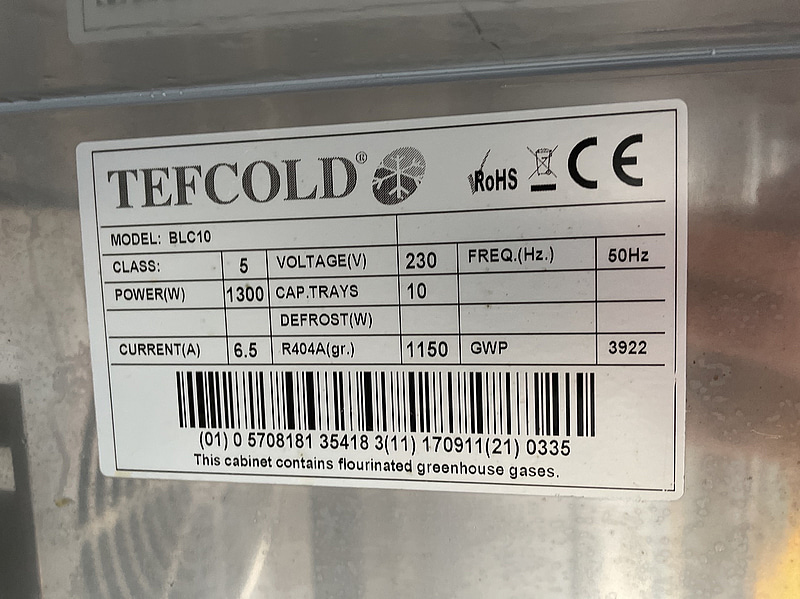 TEFCOLD® RoHS CE
MODEL: BLC10
CLASS: 5 VOLTAGE(V) 230 FREQ.(Hz.) 50Hz
POWER(W) 1300 CAP.TRAYS 10
DEFROST(W)
CURRENT(A) 6.5 R404A(gr.) 1150 GWP 3922
(01) 0 5708181 35418 3(11) 170911(21) 0335
This cabinet contains flourinated greenhouse gases.